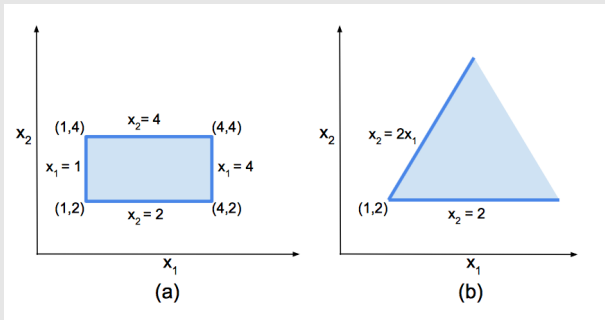 x₂= 4
(1,4)
(4,4)
x₂
x₁ = 1
x₁ = 4
(1,2)
x₂ = 2
(4,2)
x₁
(a)
x₂
x₂ = 2x₁
(1,2)
x₂ = 2
x₁
(b)